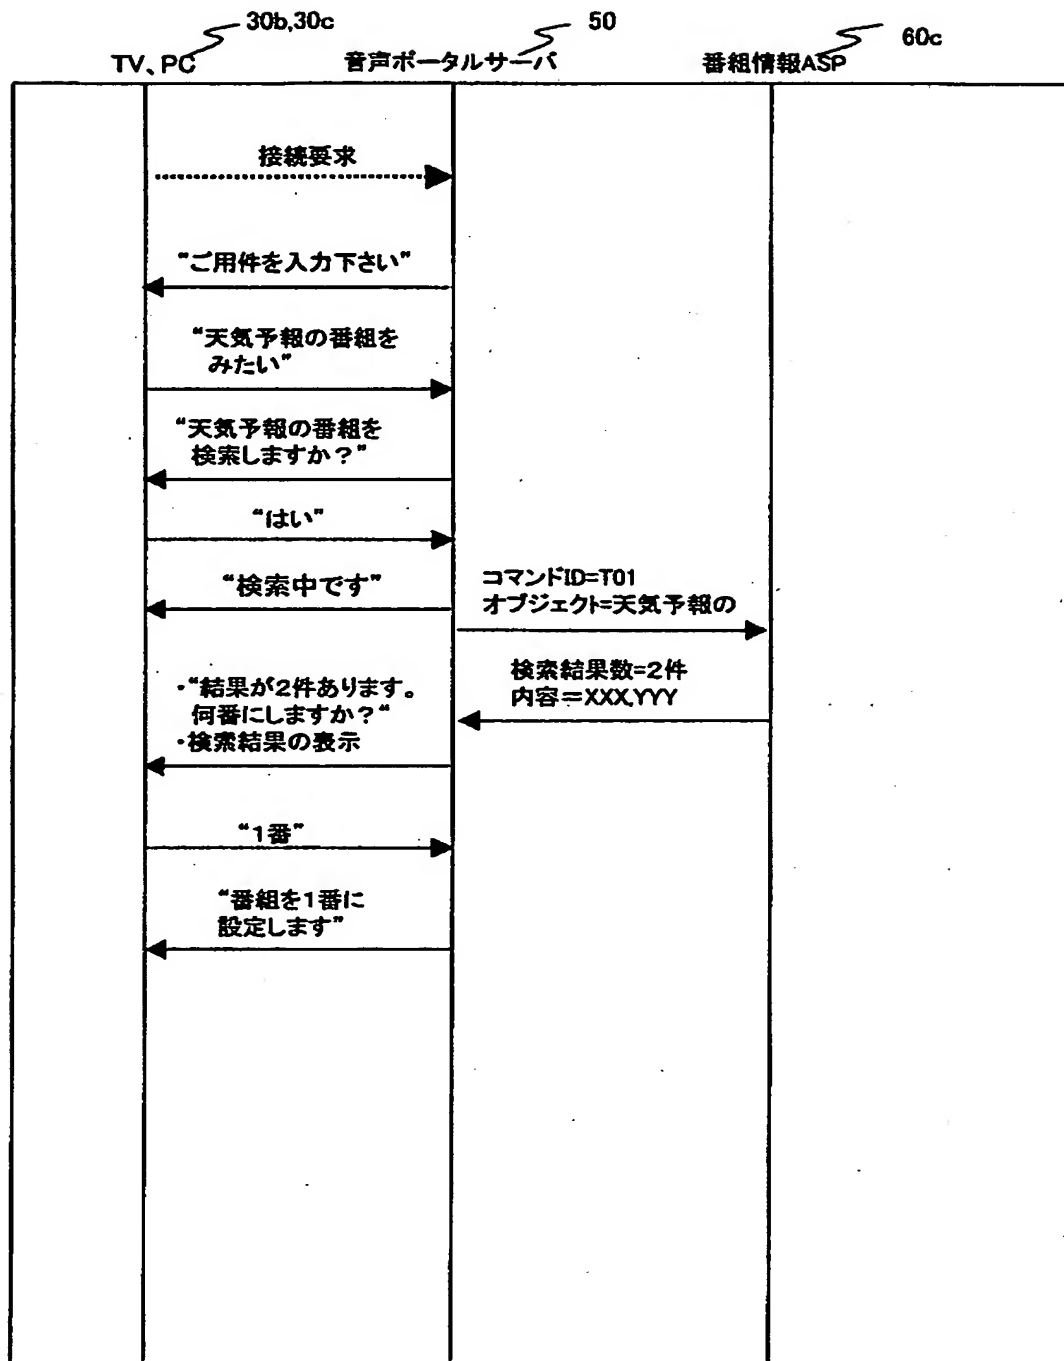 30b,30c
50
60c
TV、PC
音声ポータルサーバ
番組情報ASP
接続要求
“ご用件を入力下さい”
“天気予報の番組を
みたい”
“天気予報の番組を
検索しますか？”
“はい”
“検索中です”
コマンドID=T01
オブジェクト=天気予報の
検索結果数=2件
内容＝XXX,YYY
・“結果が2件あります。
何番にしますか？“
・検索結果の表示
“1番”
“番組を1番に
設定します”